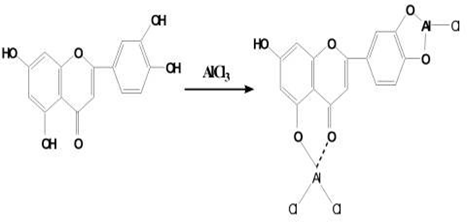 OH
HO O OH
AlCl3
OH O
O
Al Cl
O
HO O
O O
Al
Cl Cl